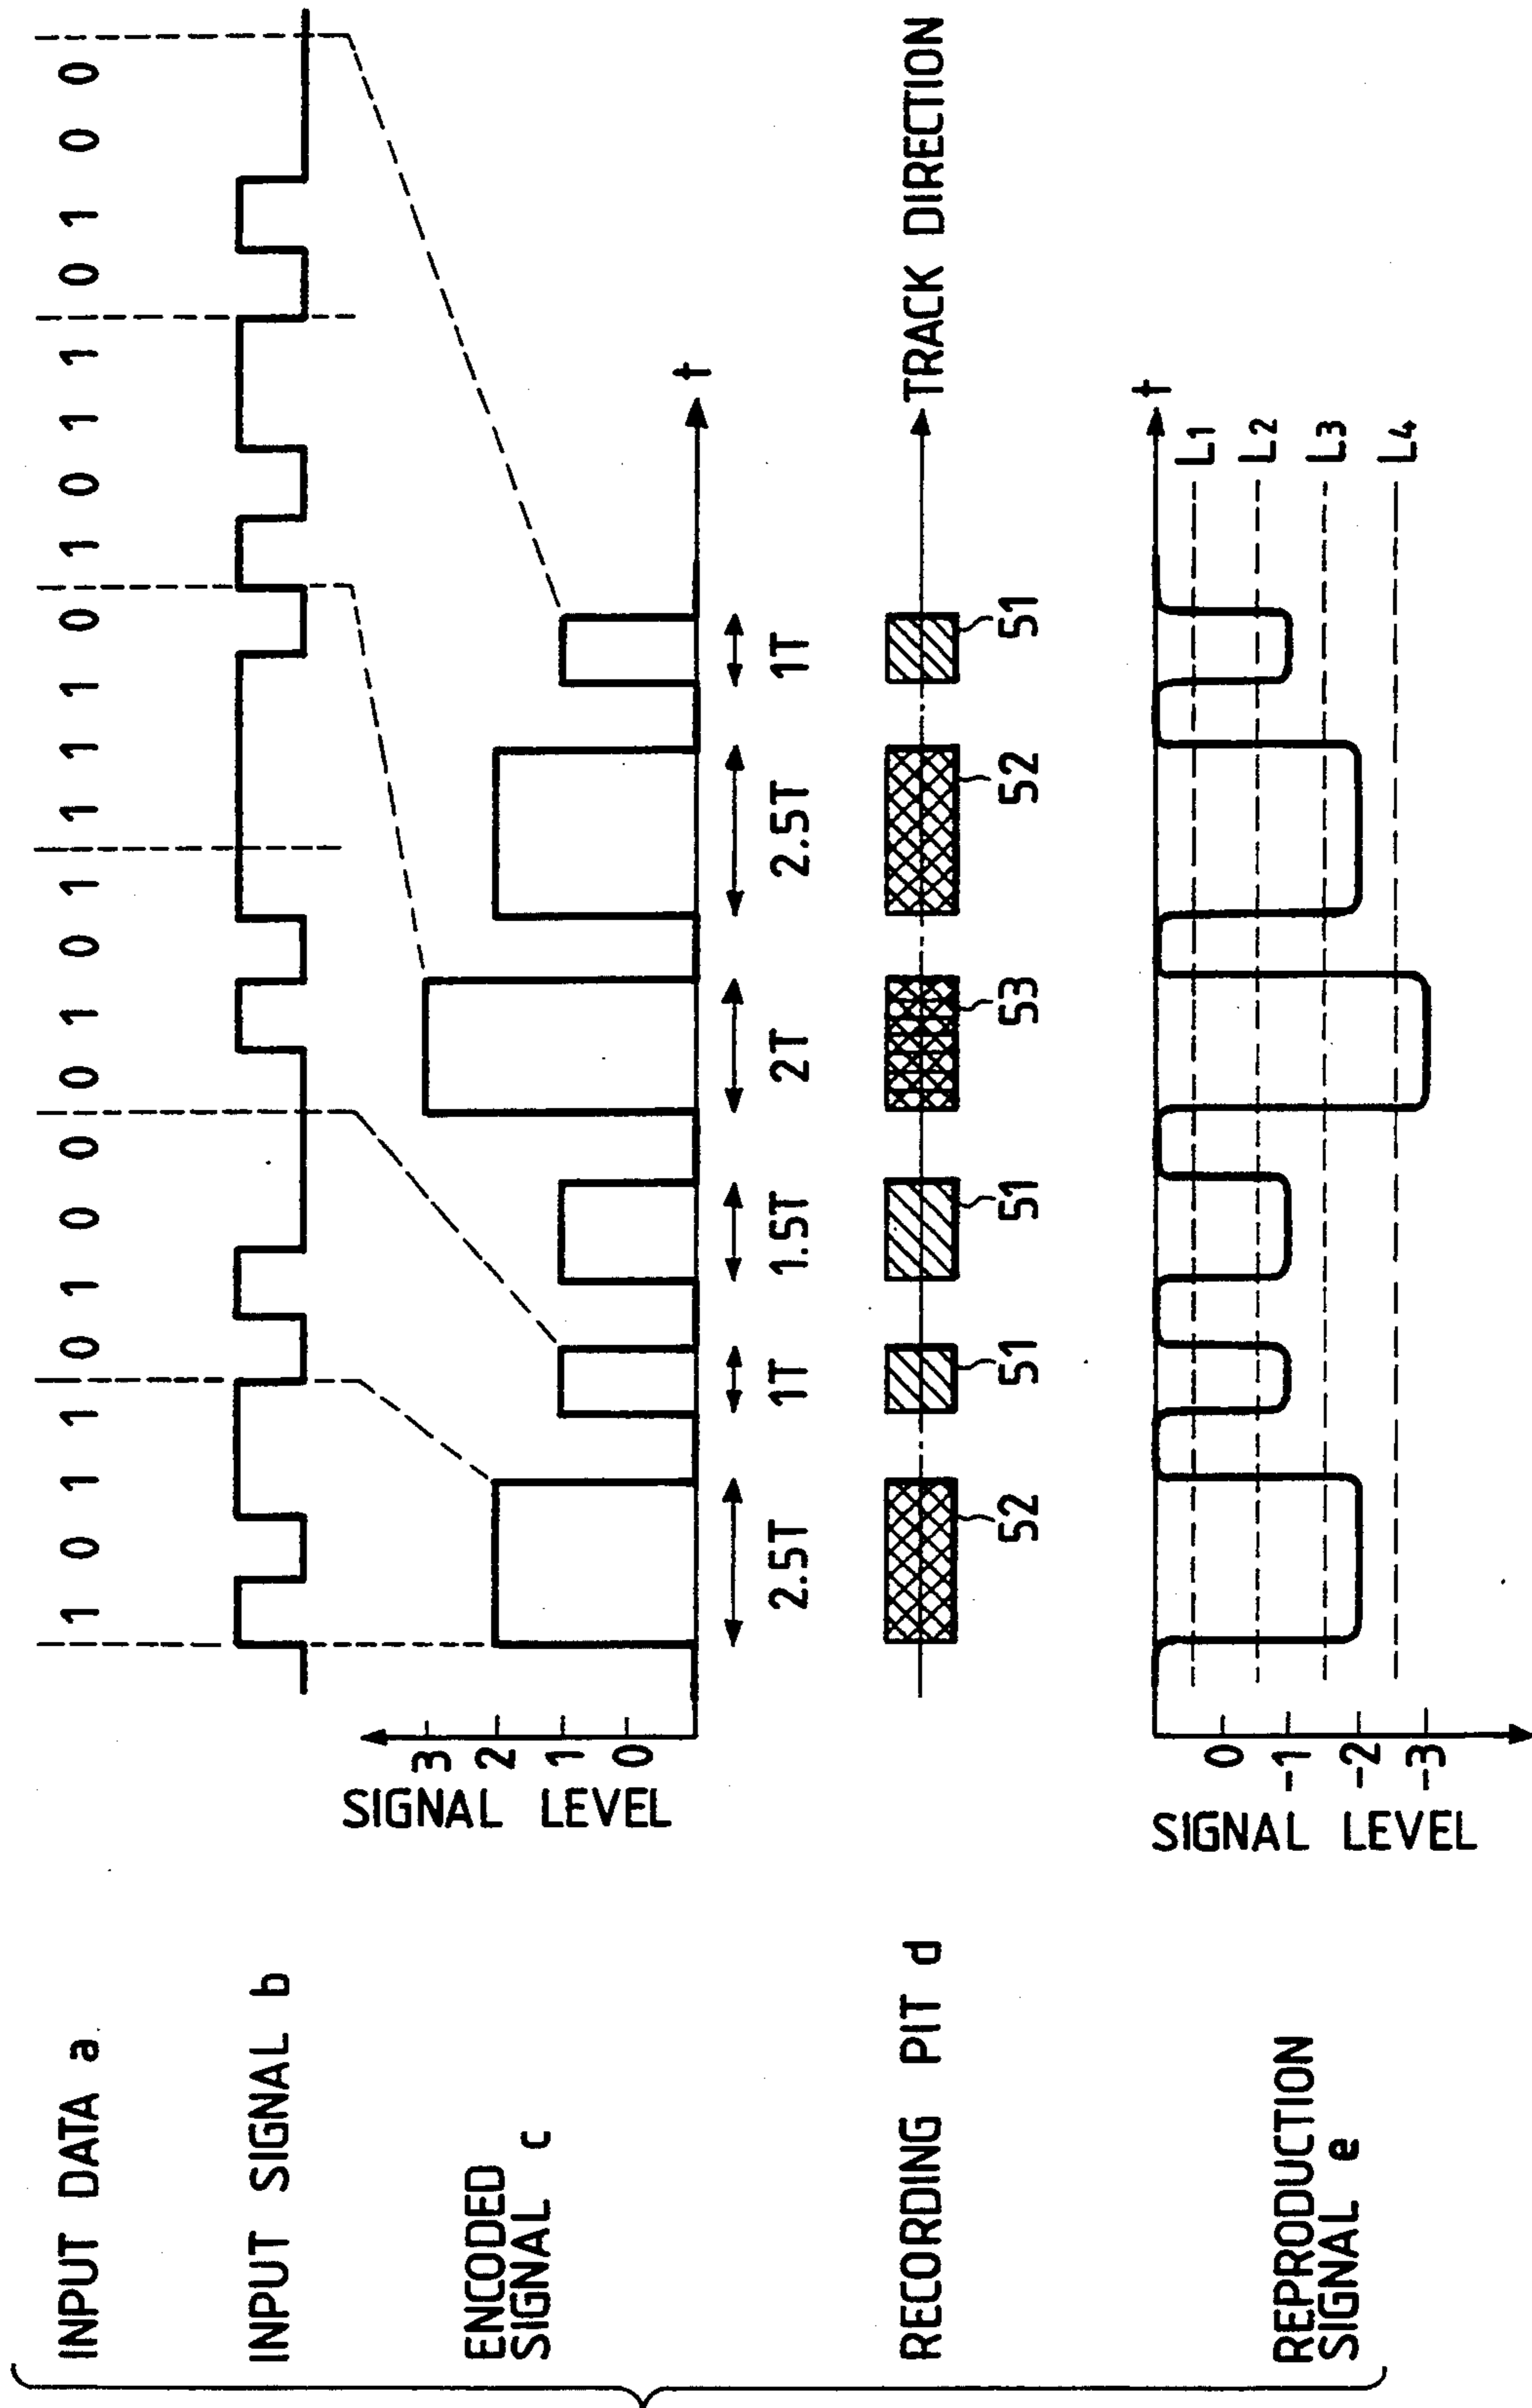 INPUT DATA a 1 0 1 1 0 1 0 0 0 1 0 1 1 1 1 0 1 0 1 1 0 1 0 0
INPUT SIGNAL b
ENCODED
SIGNAL c
SIGNAL LEVEL
3
2
1
0
t
2.5T 1T 1.5T 2T 2.5T 1T
RECORDING PIT d
TRACK DIRECTION
52 51 51 53 52 51
REPRODUCTION
SIGNAL e
SIGNAL LEVEL
t
0
-1
-2
-3
L1
L2
L3
L4